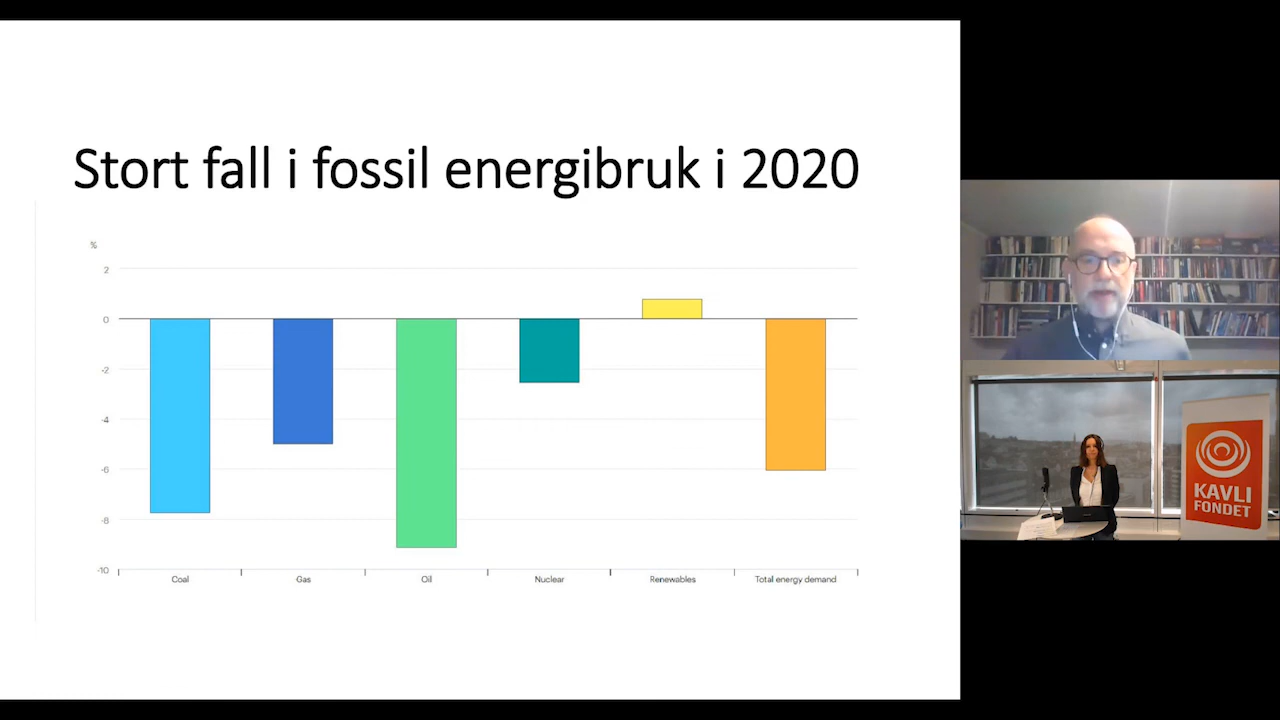 Stort fall i fossil energibruk i 2020
%
2
0
-2
-4
-6
-8
-10
Coal
Gas
Oil
Nuclear
Renewables
Total energy demand
KAVLI
FONDET